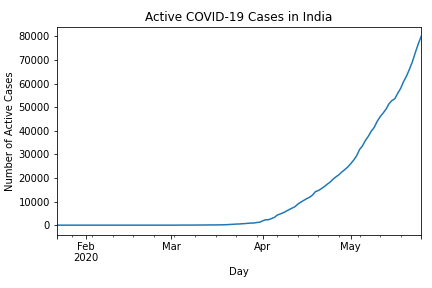 Active COVID-19 Cases in India
80000
70000
60000
50000
40000
30000
20000
10000
0
Number of Active Cases
Feb
2020
Mar
Apr
May
Day